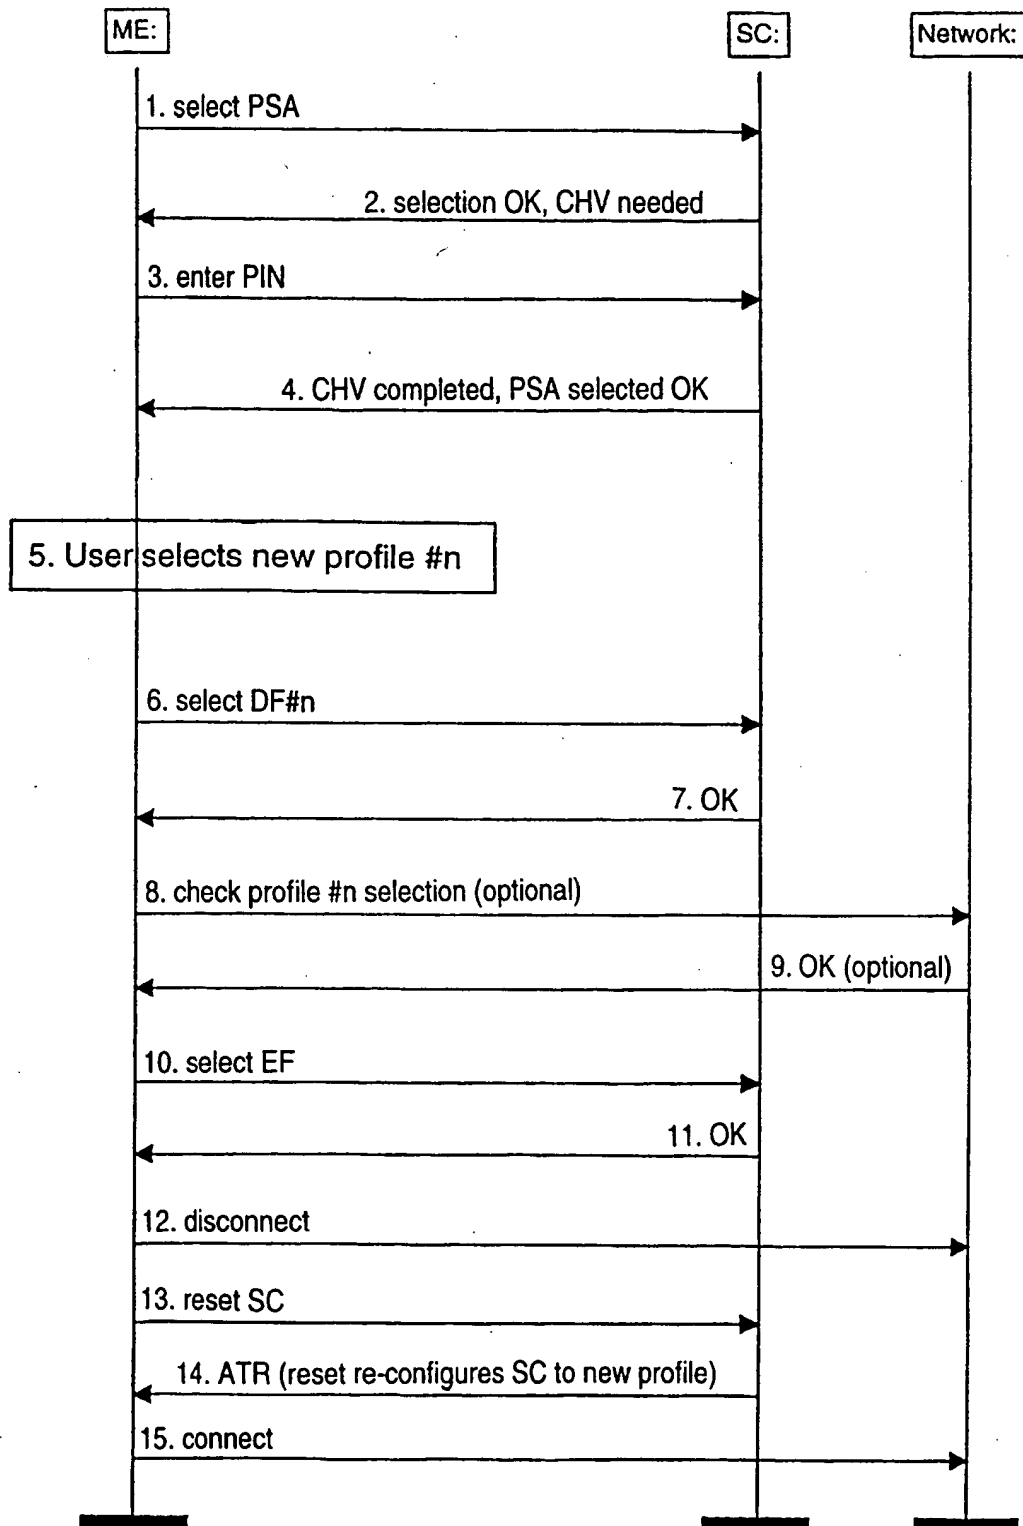 ME:
SC:
Network:
1. select PSA
2. selection OK, CHV needed
3. enter PIN
4. CHV completed, PSA selected OK
5. User selects new profile #n
6. select DF#n
7. OK
8. check profile #n selection (optional)
9. OK (optional)
10. select EF
11. OK
12. disconnect
13. reset SC
14. ATR (reset re-configures SC to new profile)
15. connect